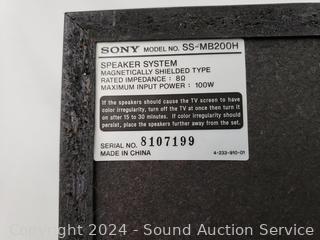 SONY MODEL NO. SS-MB200H
SPEAKER SYSTEM
MAGNETICALLY SHIELDED TYPE
RATED IMPEDANCE : 8Ω
MAXIMUM INPUT POWER : 100W
If the speakers should cause the TV screen to have
color irregularity, turn off the TV at once then turn it
on after 15 to 30 minutes. If color irregularity should
persist, place the speakers further away from the set.
SERIAL NO. 8107199
MADE IN CHINA 4-233-910-01
Copyright 2024 - Sound Auction Service